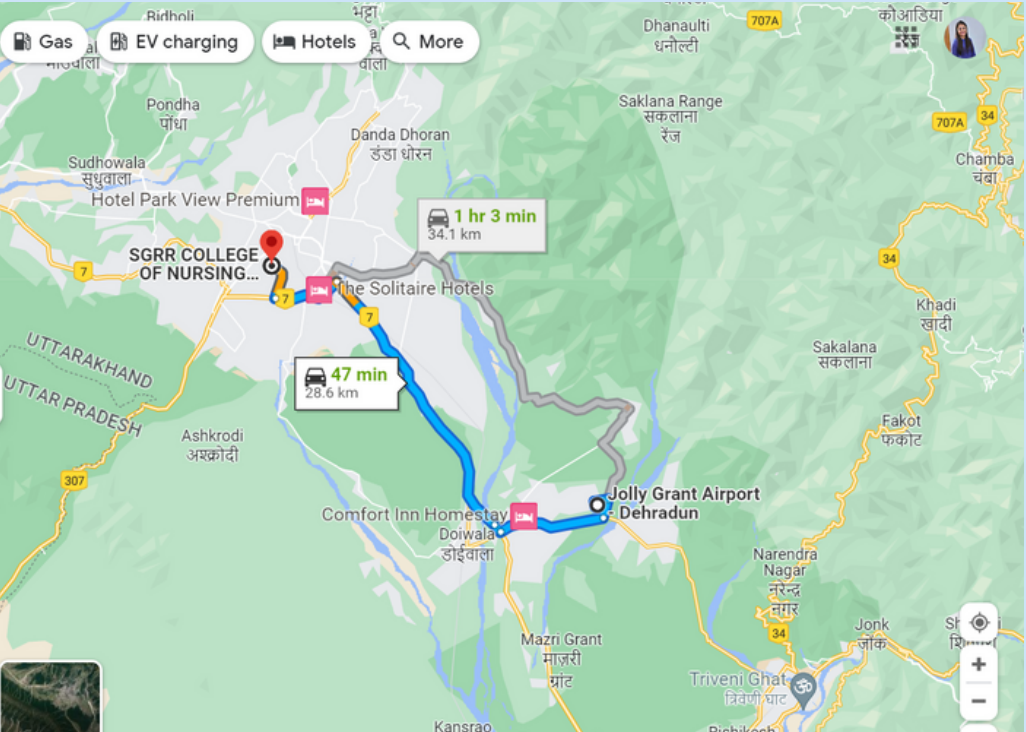 भट्टा
Bidholi
Gas
EV charging
Hotels
More
वाला
Dhanaulti
धनोल्टी
707A
कोआडिया
Pondha
पोंधा
Saklana Range
सकलाना
रेंज
707A
34
Danda Dhoran
डंडा धोरन
Sudhowala
सुधुवाला
Chamba
चंबा
Hotel Park View Premium
1 hr 3 min
34.1 km
SGRR COLLEGE
OF NURSING...
7
34
The Solitaire Hotels
7
7
Khadi
खादी
UTTARAKHAND
UTTAR PRADESH
47 min
28.6 km
Sakalana
सकलाना
Ashkrodi
अश्क्रोदी
Fakot
फकोट
307
Jolly Grant Airport
- Dehradun
Comfort Inn Homestay
Doiwala
डोईवाला
Narendra
Nagar
नरेन्द्र
नगर
34
Jonk
जोंक
Mazri Grant
माज़री
ग्रांट
+
Triveni Ghat
त्रिवेणी घाट
−
Kansrao
Rishikesh